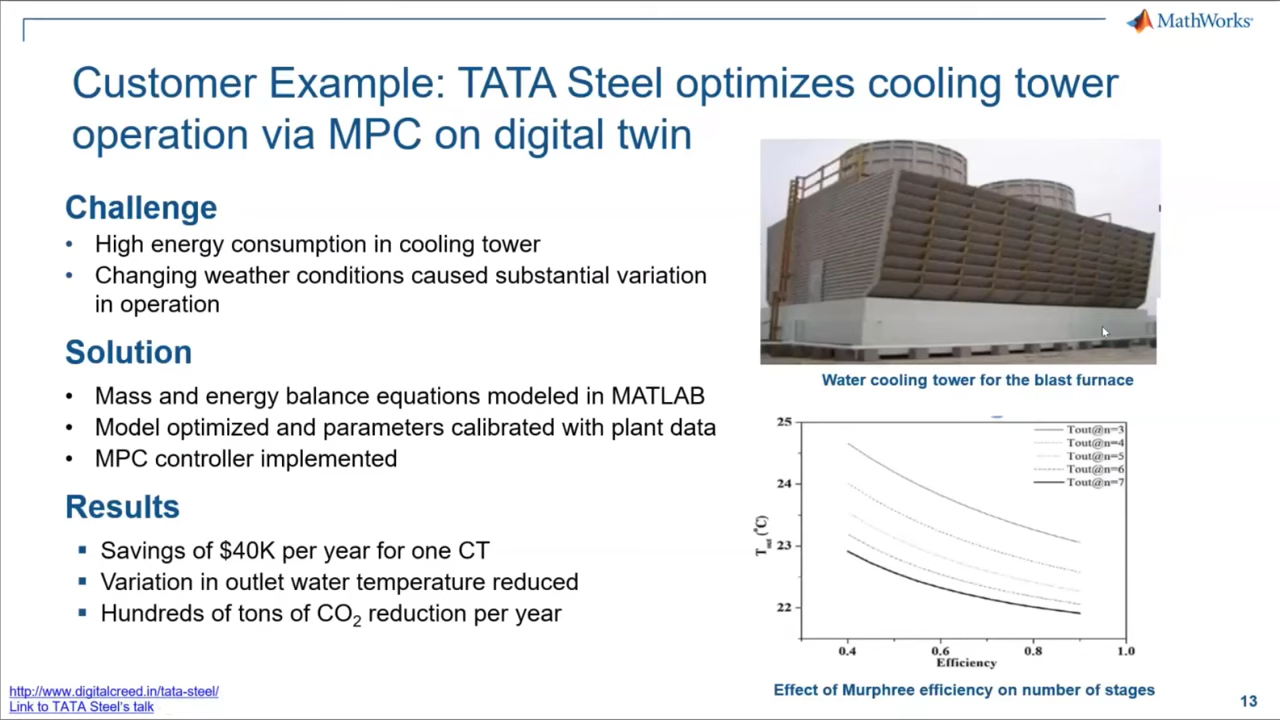 MathWorks
Customer Example: TATA Steel optimizes cooling tower
operation via MPC on digital twin
Challenge
• High energy consumption in cooling tower
• Changing weather conditions caused substantial variation
in operation
Solution
• Mass and energy balance equations modeled in MATLAB
• Model optimized and parameters calibrated with plant data
• MPC controller implemented
Results
▪ Savings of $40K per year for one CT
▪ Variation in outlet water temperature reduced
▪ Hundreds of tons of CO₂ reduction per year
http://www.digitalcreed.in/tata-steel/
Link to TATA Steel's talk
Water cooling tower for the blast furnace
25
24
23
22
T_out (°C)
Tout@n=3
Tout@n=4
Tout@n=5
Tout@n=6
Tout@n=7
0.4 0.6 0.8 1.0
Efficiency
Effect of Murphree efficiency on number of stages
13